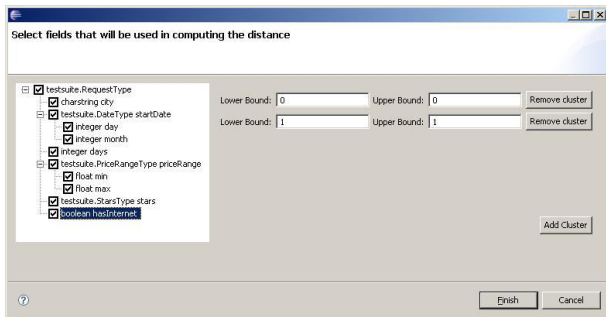 Select fields that will be used in computing the distance
testsuite.RequestType
charstring city
testsuite.DateType startDate
integer day
integer month
integer days
testsuite.PriceRangeType priceRange
float min
float max
testsuite.StarsType stars
boolean hasInternet
Lower Bound: 0 Upper Bound: 0 Remove cluster
Lower Bound: 1 Upper Bound: 1 Remove cluster
Add Cluster
? Finish Cancel